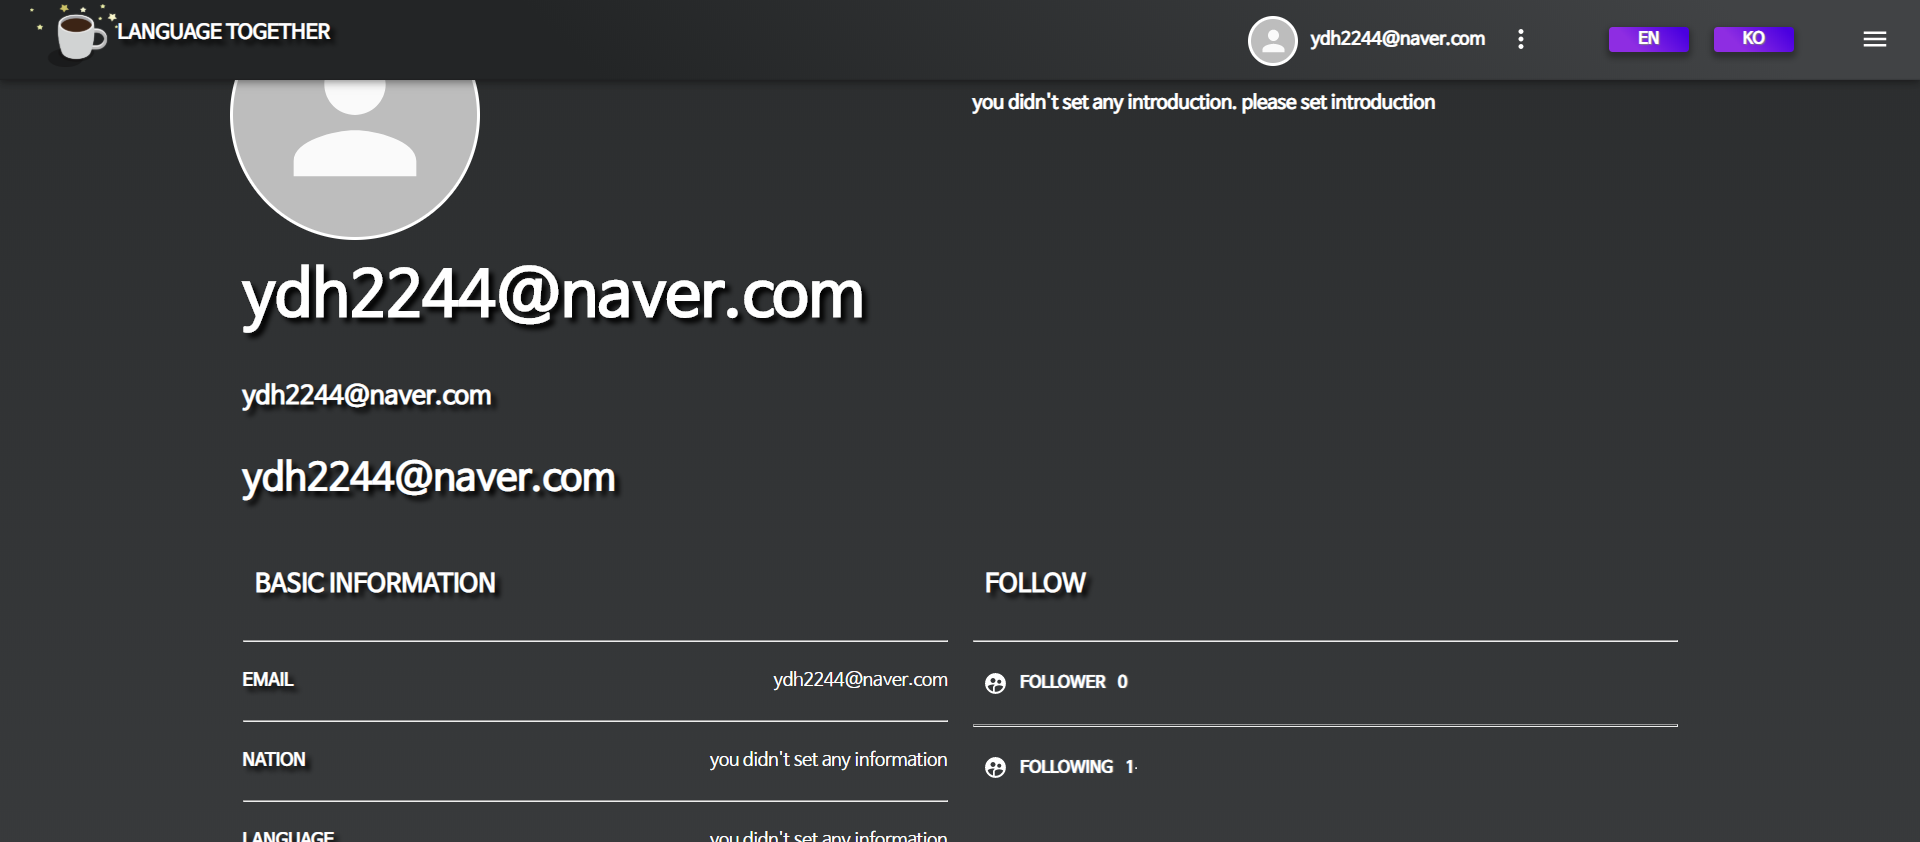 LANGUAGE TOGETHER
ydh2244@naver.com
EN
KO
you didn't set any introduction. please set introduction
ydh2244@naver.com
ydh2244@naver.com
ydh2244@naver.com
BASIC INFORMATION
EMAIL ydh2244@naver.com
NATION you didn't set any information
LANGUAGE you didn't set any information
FOLLOW
FOLLOWER 0
FOLLOWING 1